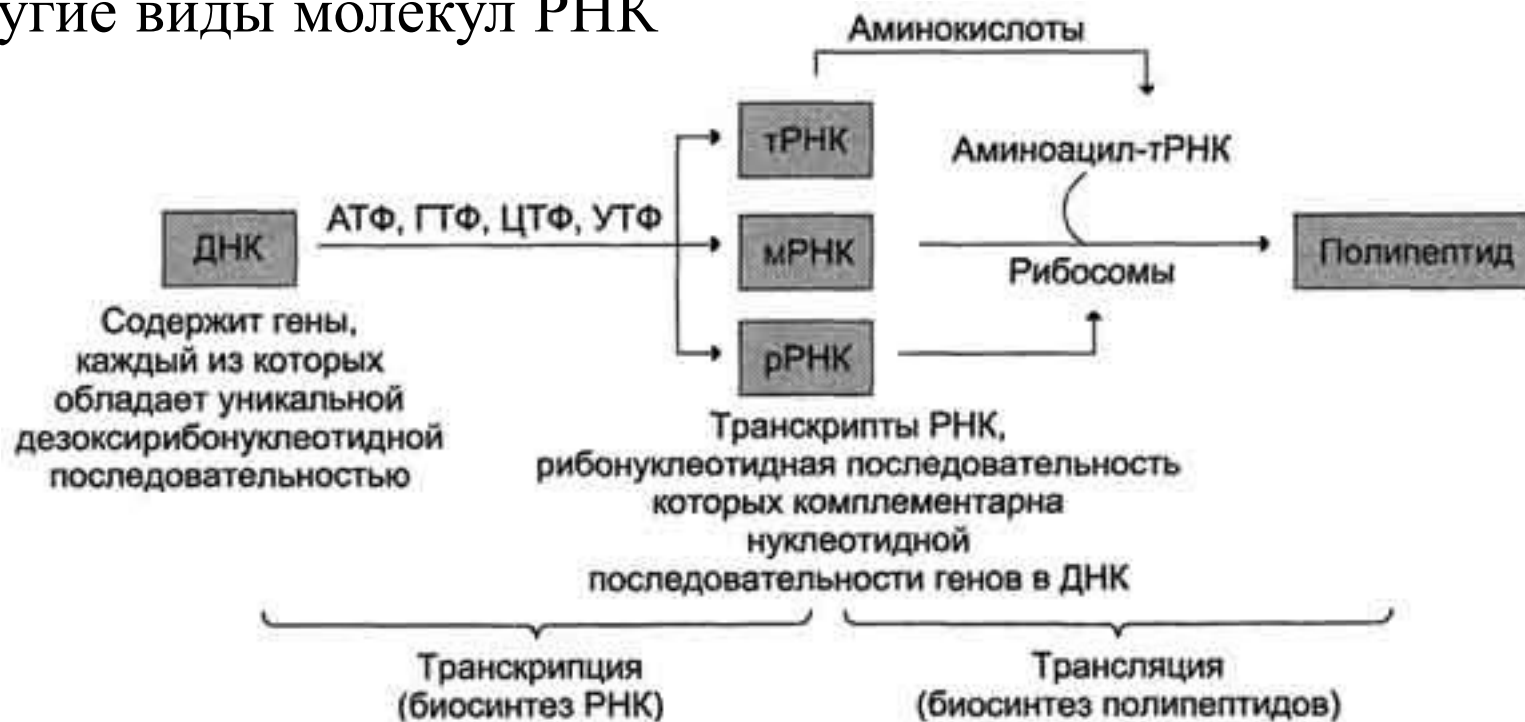 угие виды молекул РНК
Аминокислоты
тРНК
Аминоацил-тРНК
АТФ, ГТФ, ЦТФ, УТФ
ДНК
мРНК
Рибосомы
Полипептид
рРНК
Содержит гены,
каждый из которых
обладает уникальной
дезоксирибонуклеотидной
последовательностью
Транскрипты РНК,
рибонуклеотидная последовательность
которых комплементарна
нуклеотидной
последовательности генов в ДНК
Транскрипция
(биосинтез РНК)
Трансляция
(биосинтез полипептидов)